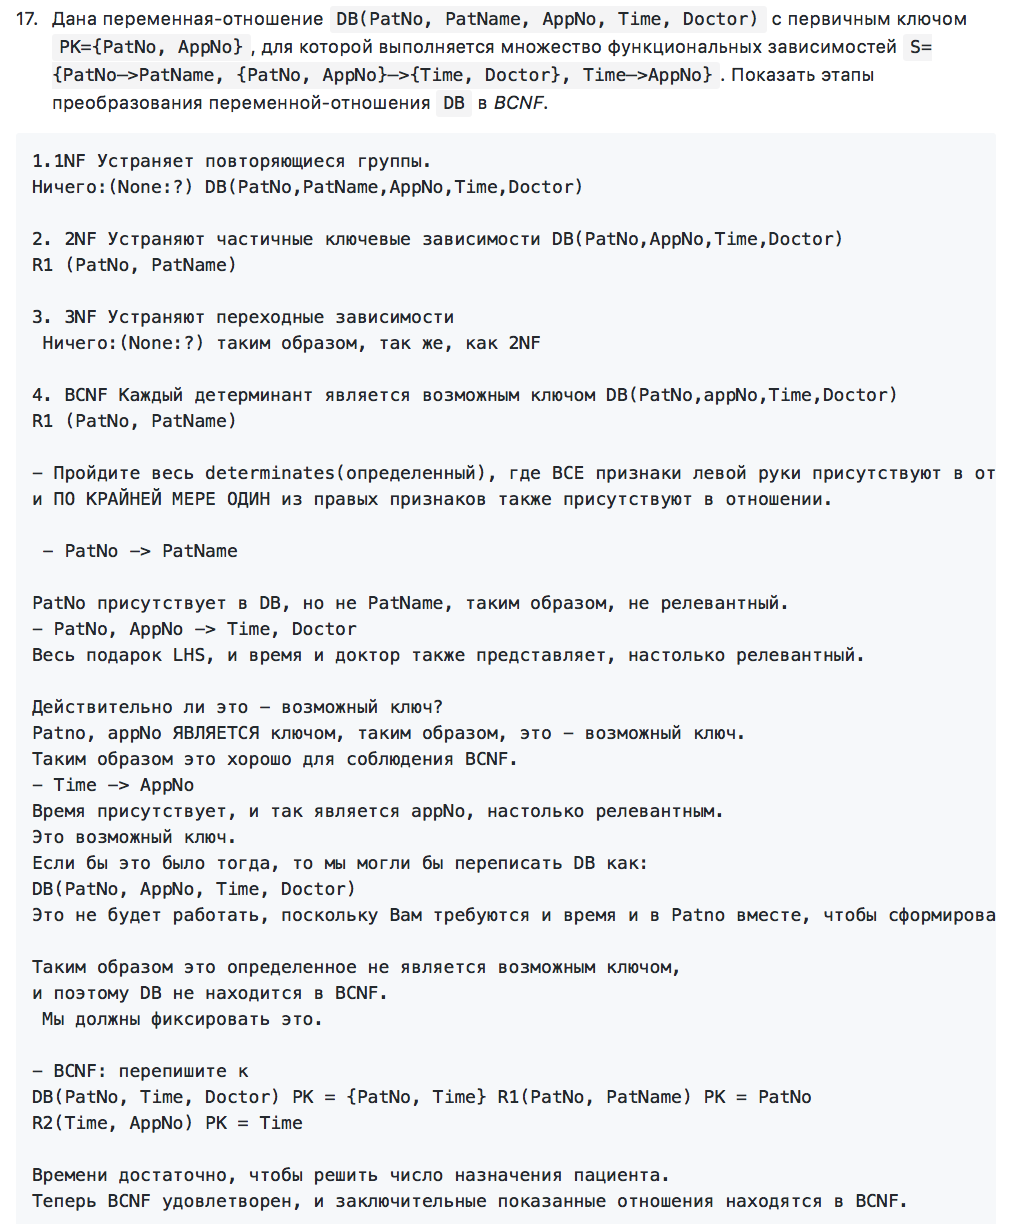 17. Дана переменная-отношение DB(PatNo, PatName, AppNo, Time, Doctor) с первичным ключом
PK={PatNo, AppNo} , для которой выполняется множество функциональных зависимостей S=
{PatNo—>PatName, {PatNo, AppNo}—>{Time, Doctor}, Time—>AppNo} . Показать этапы
преобразования переменной-отношения DB в BCNF.
1.1NF Устраняет повторяющиеся группы.
Ничего:(None:?) DB(PatNo,PatName,AppNo,Time,Doctor)
2. 2NF Устраняют частичные ключевые зависимости DB(PatNo,AppNo,Time,Doctor)
R1 (PatNo, PatName)
3. 3NF Устраняют переходные зависимости
Ничего:(None:?) таким образом, так же, как 2NF
4. BCNF Каждый детерминант является возможным ключом DB(PatNo,appNo,Time,Doctor)
R1 (PatNo, PatName)
– Пройдите весь determinates(определенный), где ВСЕ признаки левой руки присутствуют в от
и ПО КРАЙНЕЙ МЕРЕ ОДИН из правых признаков также присутствуют в отношении.
– PatNo —> PatName
PatNo присутствует в DB, но не PatName, таким образом, не релевантный.
– PatNo, AppNo —> Time, Doctor
Весь подарок LHS, и время и доктор также представляет, настолько релевантный.
Действительно ли это – возможный ключ?
Patno, appNo ЯВЛЯЕТСЯ ключом, таким образом, это – возможный ключ.
Таким образом это хорошо для соблюдения BCNF.
– Time —> AppNo
Время присутствует, и так является appNo, настолько релевантным.
Это возможный ключ.
Если бы это было тогда, то мы могли бы переписать DB как:
DB(PatNo, AppNo, Time, Doctor)
Это не будет работать, поскольку Вам требуются и время и в Patno вместе, чтобы сформирова
Таким образом это определенное не является возможным ключом,
и поэтому DB не находится в BCNF.
Мы должны фиксировать это.
– BCNF: перепишите к
DB(PatNo, Time, Doctor) PK = {PatNo, Time} R1(PatNo, PatName) PK = PatNo
R2(Time, AppNo) PK = Time
Времени достаточно, чтобы решить число назначения пациента.
Теперь BCNF удовлетворен, и заключительные показанные отношения находятся в BCNF.